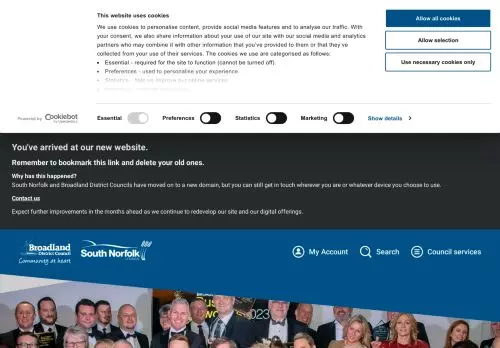 This website uses cookies
We use cookies to personalise content, provide social media features and to analyse our traffic. With
your consent, we also share information about your use of our site with our social media and analytics
partners who may combine it with other information that you've provided to them or that they've
collected from your use of their services. The cookies we use are categorised as follows:
• Essential - required for the site to function (cannot be turned off).
• Preferences - used to personalise your experience.
• Statistics - help us improve our online services
Allow all cookies
Allow selection
Use necessary cookies only
Powered by Cookiebot
by Usercentrics
Essential
Preferences
Statistics
Marketing
Show details
You've arrived at our new website.
Remember to bookmark this link and delete your old ones.
Why has this happened?
South Norfolk and Broadland District Councils have moved on to a new domain, but you can still get in touch wherever you are or whatever device you choose to use.
Contact us
Expect further improvements in the months ahead as we continue to redevelop our site and our digital offerings.
Broadland
District Council
Community at heart
South Norfolk
COUNCIL
My Account
Search
Council services
2023